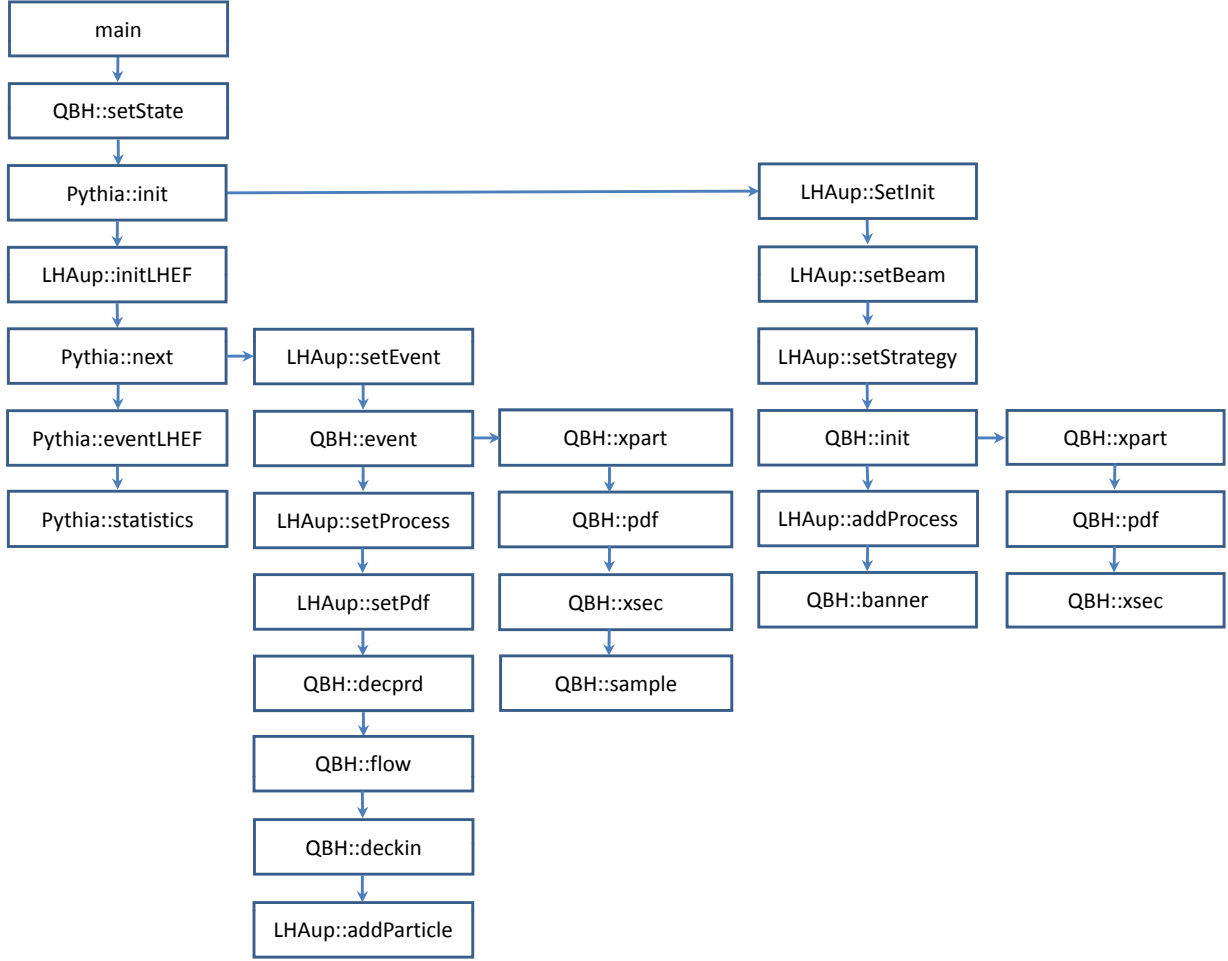 main
QBH::setState
Pythia::init
LHAup::initLHEF
Pythia::next
Pythia::eventLHEF
Pythia::statistics
LHAup::setEvent
QBH::event
LHAup::setProcess
LHAup::setPdf
QBH::decprd
QBH::flow
QBH::deckin
LHAup::addParticle
QBH::xpart
QBH::pdf
QBH::xsec
QBH::sample
LHAup::SetInit
LHAup::setBeam
LHAup::setStrategy
QBH::init
LHAup::addProcess
QBH::banner
QBH::xpart
QBH::pdf
QBH::xsec